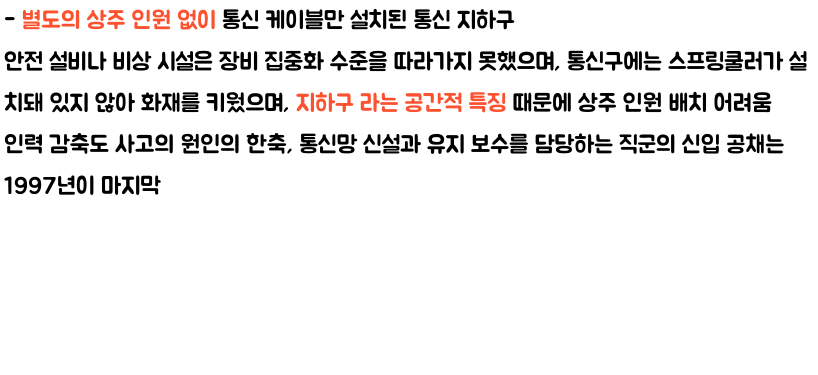 - 별도의 상주 인원 없이 통신 케이블만 설치된 통신 지하구
안전 설비나 비상 시설은 장비 집중화 수준을 따라가지 못했으며, 통신구에는 스프링쿨러가 설
치돼 있지 않아 화재를 키웠으며, 지하구 라는 공간적 특징 때문에 상주 인원 배치 어려움
인력 감축도 사고의 원인의 한축, 통신망 신설과 유지 보수를 담당하는 직군의 신입 공채는
1997년이 마지막